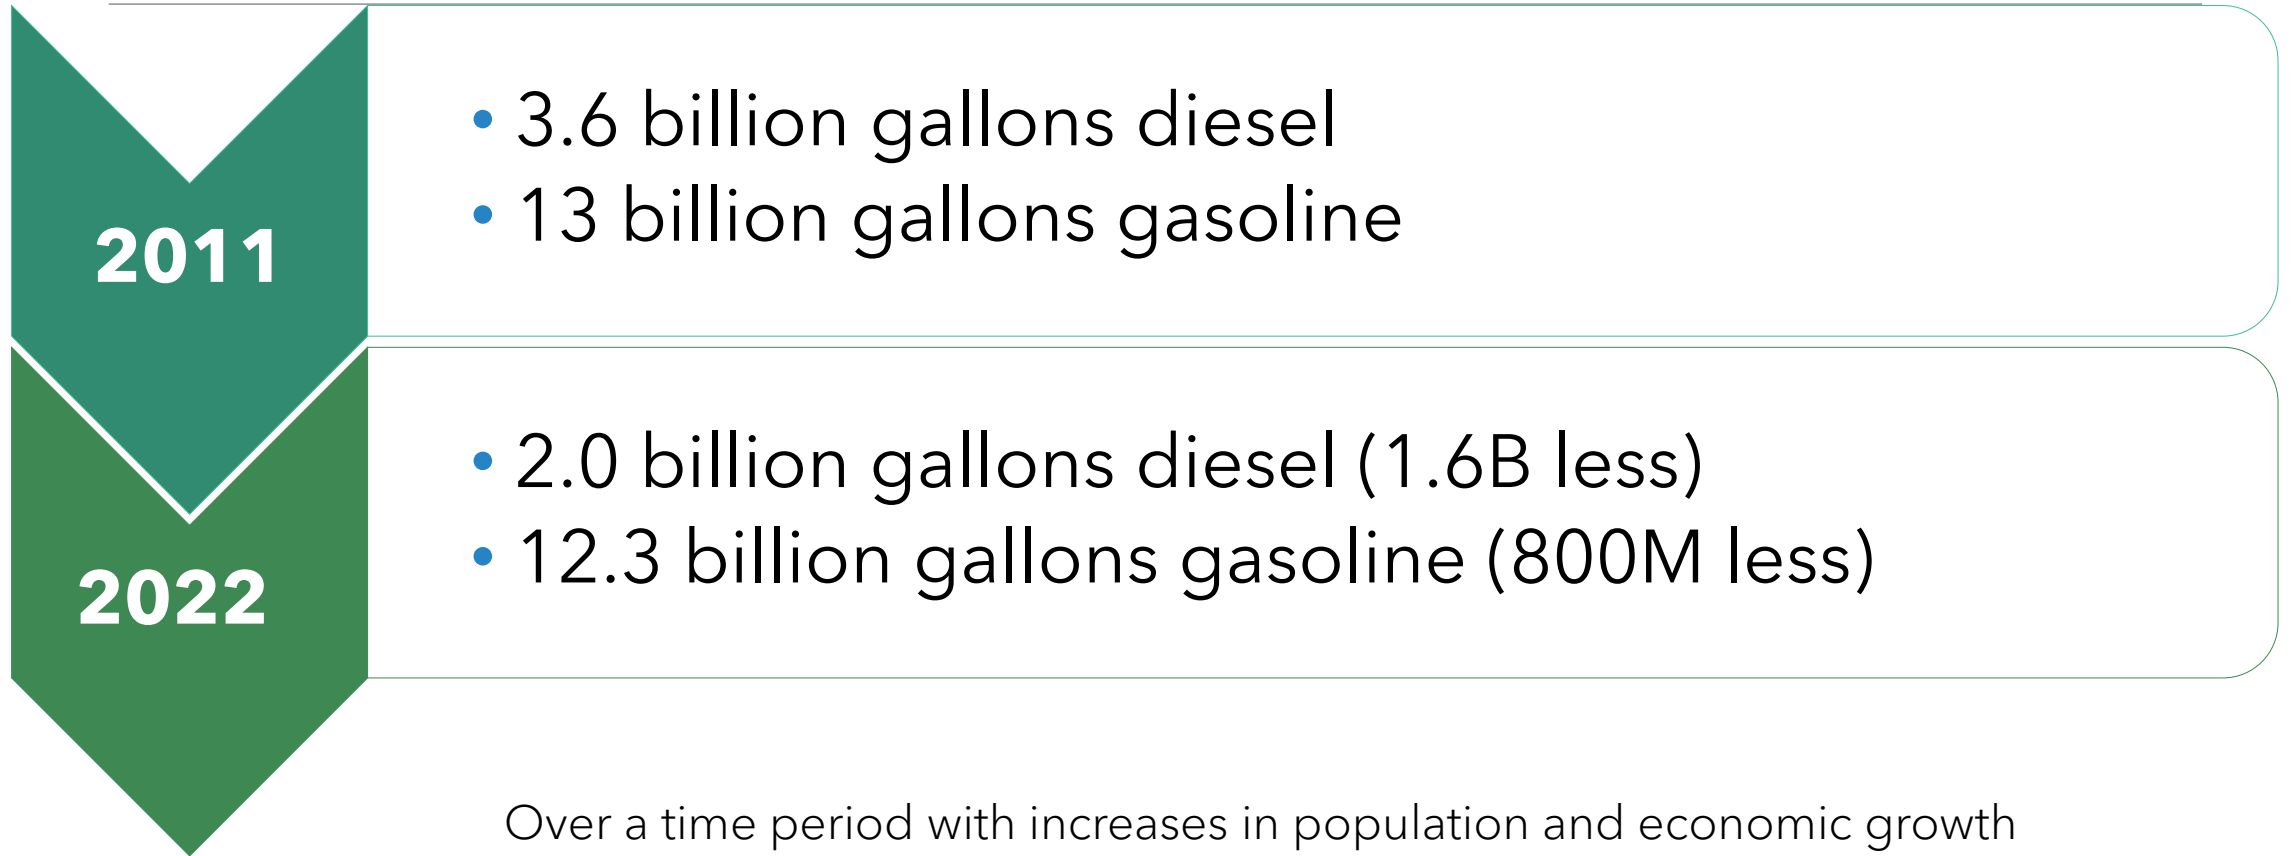 2011
• 3.6 billion gallons diesel
• 13 billion gallons gasoline
2022
• 2.0 billion gallons diesel (1.6B less)
• 12.3 billion gallons gasoline (800M less)
Over a time period with increases in population and economic growth